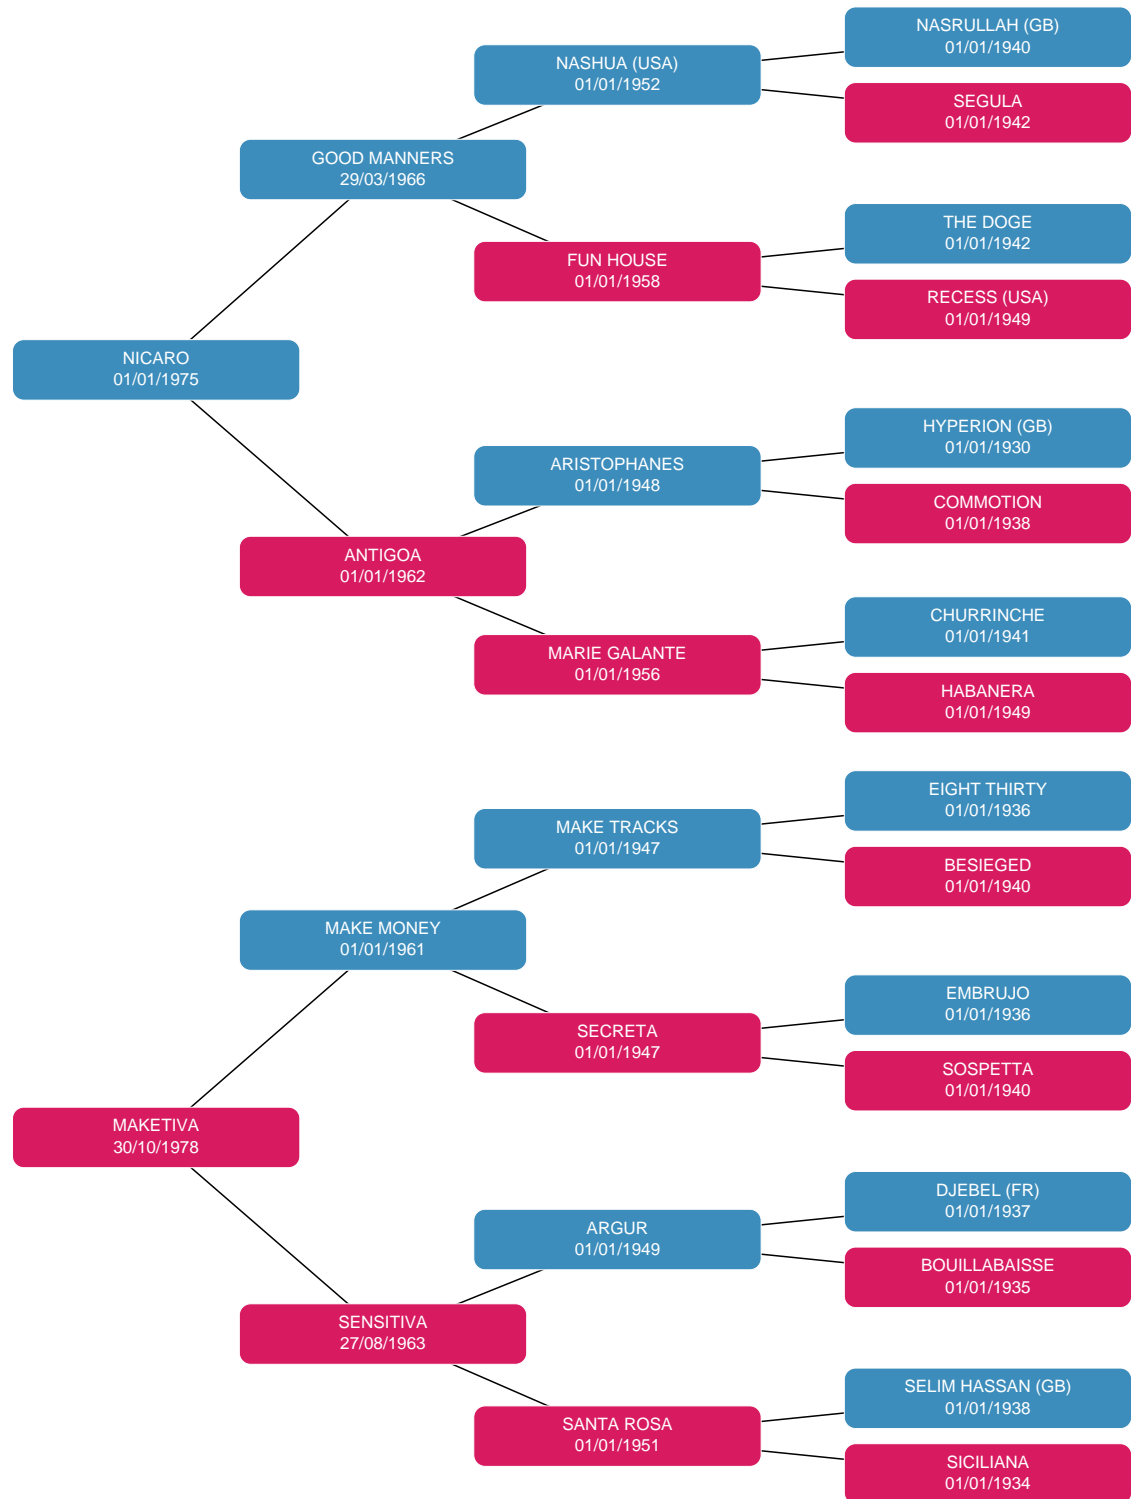 NASRULLAH (GB)
01/01/1940
NASHUA (USA)
01/01/1952
SEGULA
01/01/1942
GOOD MANNERS
29/03/1966
THE DOGE
01/01/1942
FUN HOUSE
01/01/1958
RECESS (USA)
01/01/1949
NICARO
01/01/1975
HYPERION (GB)
01/01/1930
ARISTOPHANES
01/01/1948
COMMOTION
01/01/1938
ANTIGOA
01/01/1962
CHURRINCHE
01/01/1941
MARIE GALANTE
01/01/1956
HABANERA
01/01/1949
EIGHT THIRTY
01/01/1936
MAKE TRACKS
01/01/1947
BESIEGED
01/01/1940
MAKE MONEY
01/01/1961
EMBRUJO
01/01/1936
SECRETA
01/01/1947
SOSPETTA
01/01/1940
MAKETIVA
30/10/1978
DJEBEL (FR)
01/01/1937
ARGUR
01/01/1949
BOUILLABAISSE
01/01/1935
SENSITIVA
27/08/1963
SELIM HASSAN (GB)
01/01/1938
SANTA ROSA
01/01/1951
SICILIANA
01/01/1934